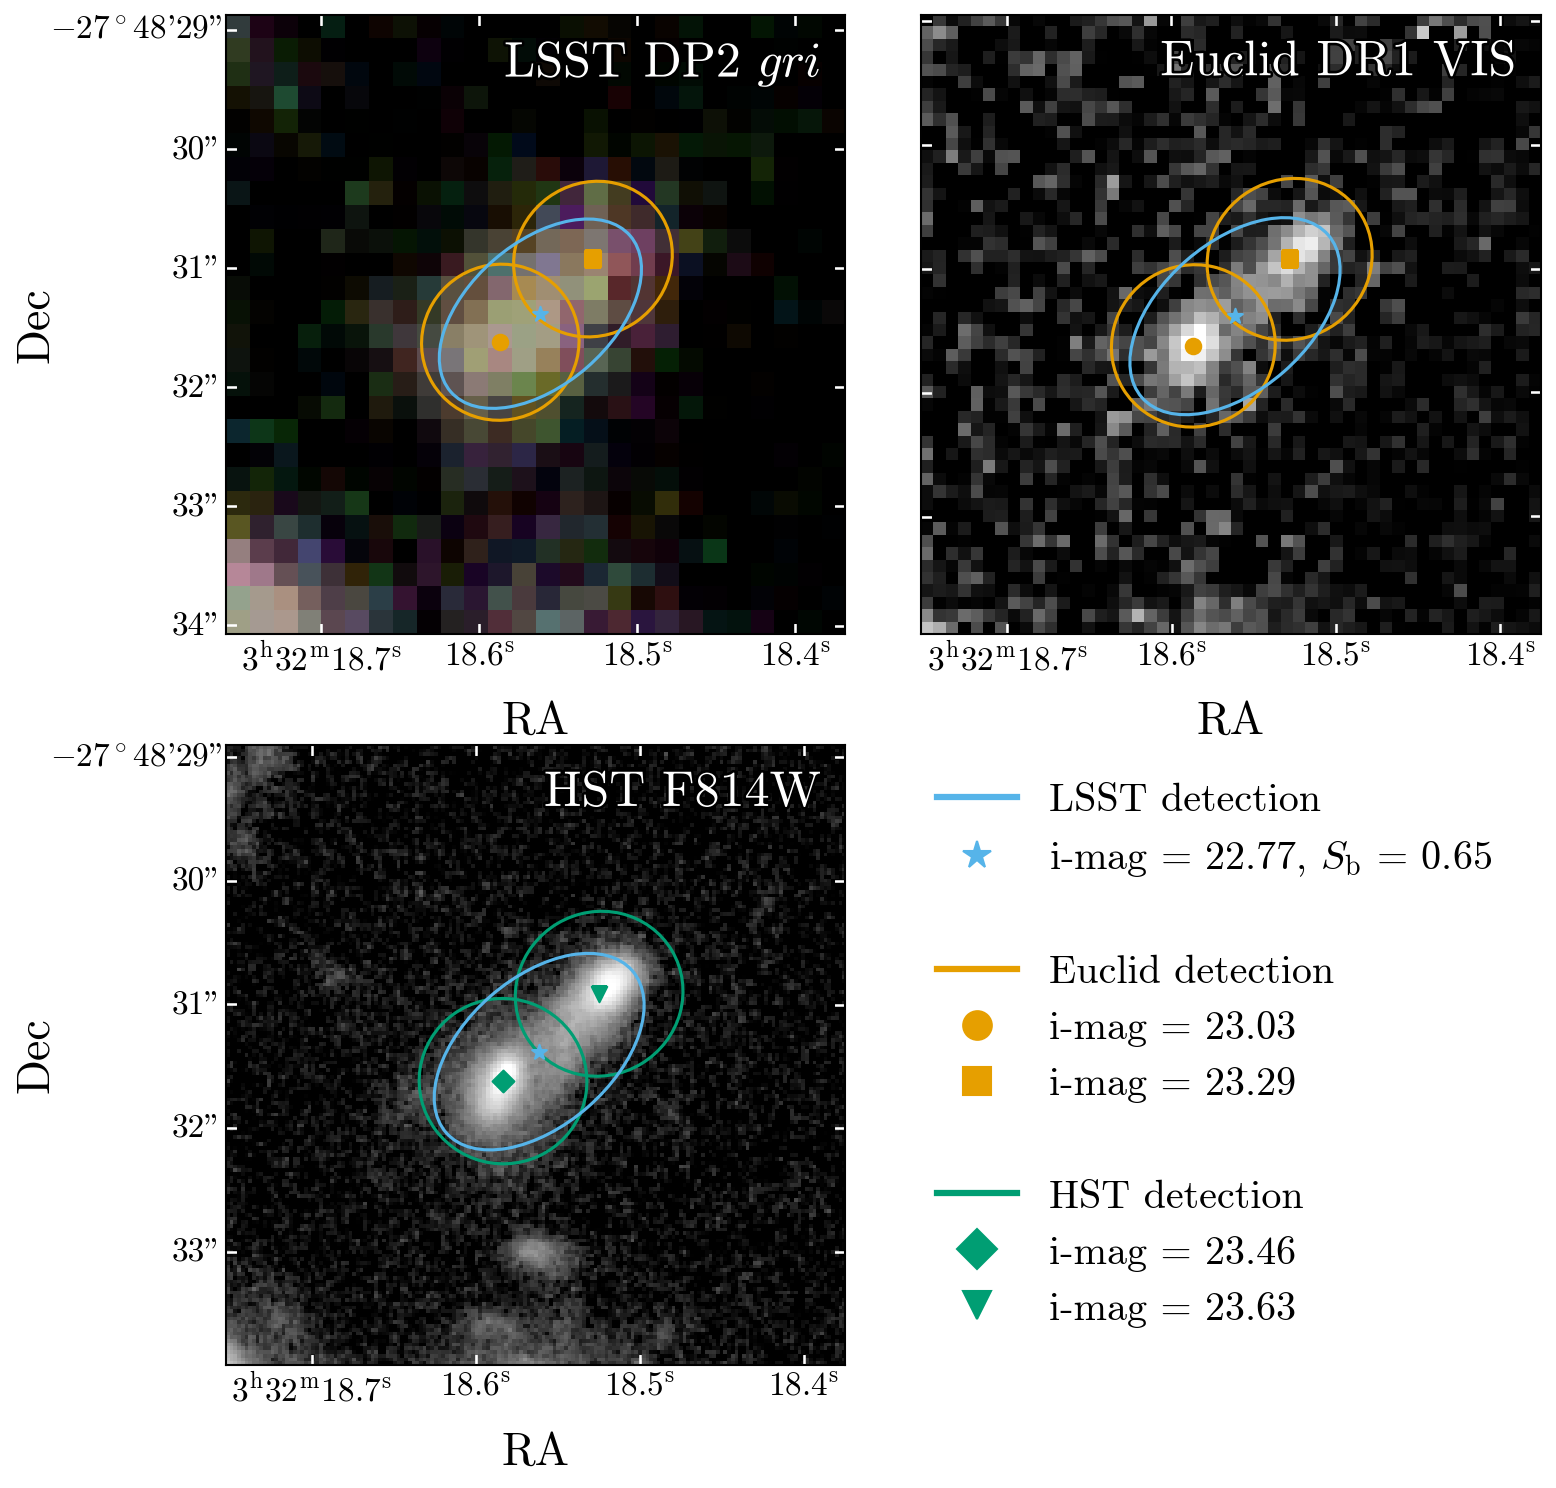 LSST DP2 gri
−27°48’29”
30”
31”
32”
33”
34”
Dec
3ʰ32ᵐ18.7ˢ 18.6ˢ 18.5ˢ 18.4ˢ
RA
Euclid DR1 VIS
3ʰ32ᵐ18.7ˢ 18.6ˢ 18.5ˢ 18.4ˢ
RA
HST F814W
−27°48’29”
30”
31”
32”
33”
Dec
3ʰ32ᵐ18.7ˢ 18.6ˢ 18.5ˢ 18.4ˢ
RA
LSST detection
i-mag = 22.77, S_b = 0.65
Euclid detection
i-mag = 23.03
i-mag = 23.29
HST detection
i-mag = 23.46
i-mag = 23.63